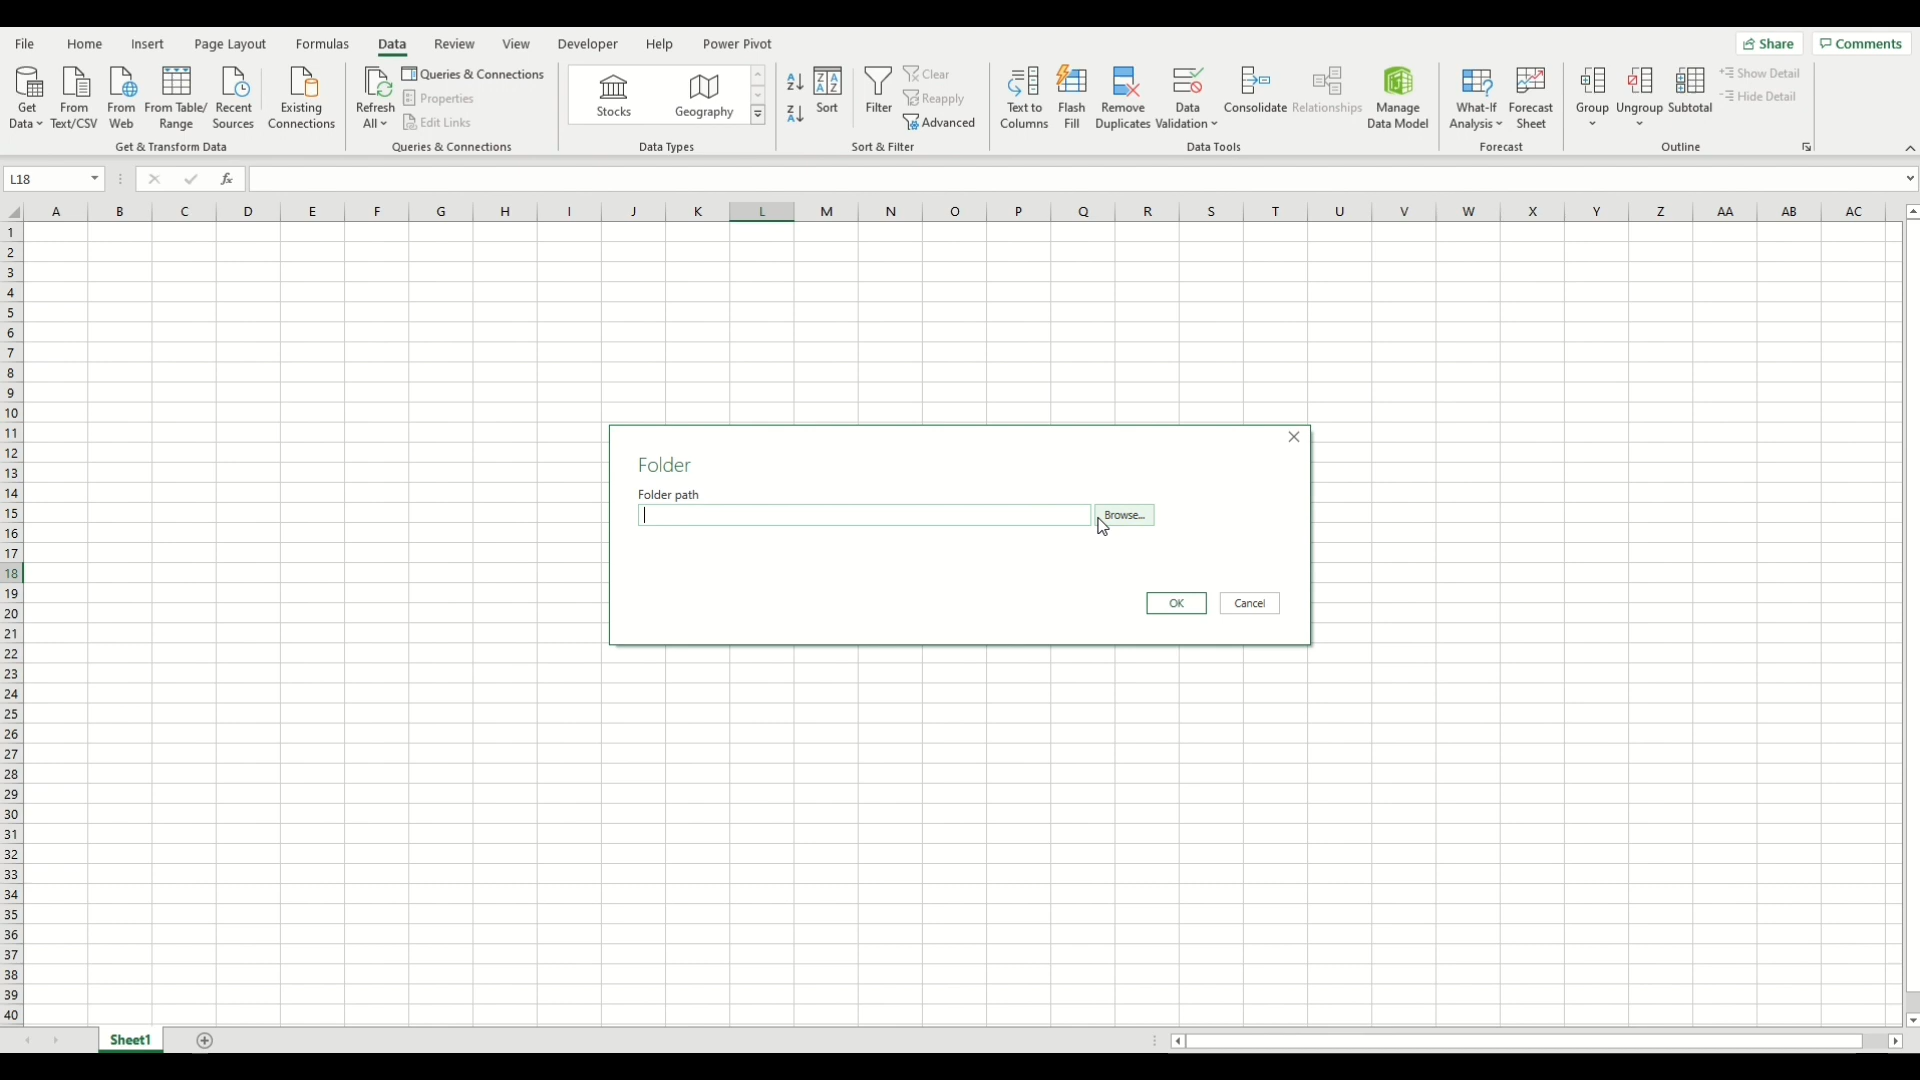 File Home Insert Page Layout Formulas Data Review View Developer Help Power Pivot Share Comments
Get Data From Text/CSV From Web From Table/ Range Recent Sources Existing Connections
Get & Transform Data
Refresh All Queries & Connections
Properties
Edit Links
Queries & Connections
Stocks Geography
Data Types
Sort Filter Clear
Reapply
Advanced
Sort & Filter
Text to Columns Flash Fill Remove Duplicates Data Validation Consolidate Relationships Manage Data Model
Data Tools
What-If Analysis Forecast Sheet
Forecast
Group Ungroup Subtotal Show Detail
Hide Detail
Outline
L18 fx
A B C D E F G H I J K L M N O P Q R S T U V W X Y Z AA AB AC
1
2
3
4
5
6
7
8
9
10
11
12
13
14
15
16
17
18
19
20
21
22
23
24
25
26
27
28
29
30
31
32
33
34
35
36
37
38
39
40
Folder
Folder path
Browse...
OK Cancel
Sheet1